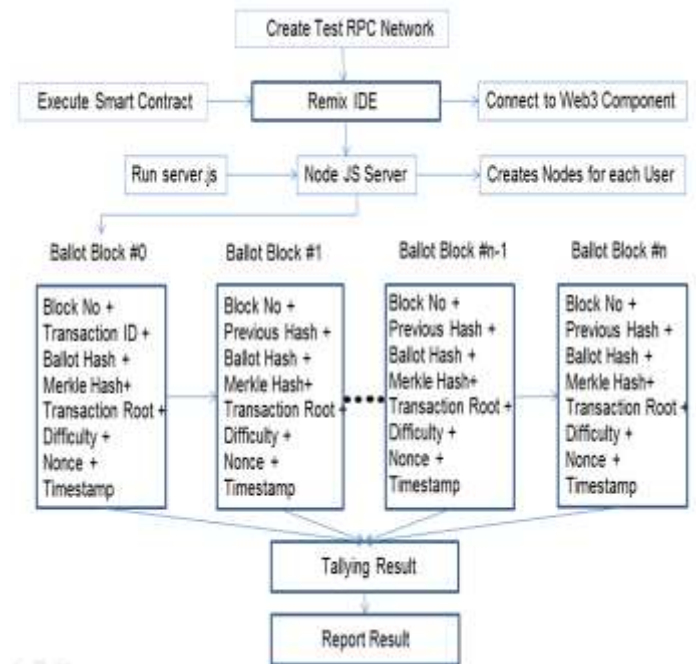 Create Test RPC Network
Execute Smart Contract
Remix IDE
Connect to Web3 Component
Run server.js
Node JS Server
Creates Nodes for each User
Ballot Block #0
Block No +
Transaction ID +
Ballot Hash +
Merkle Hash+
Transaction Root +
Difficulty +
Nonce +
Timestamp
Ballot Block #1
Block No +
Previous Hash +
Ballot Hash +
Merkle Hash+
Transaction Root +
Difficulty +
Nonce +
Timestamp
Ballot Block #n-1
Block No +
Previous Hash +
Ballot Hash +
Merkle Hash+
Transaction Root +
Difficulty +
Nonce +
Timestamp
Ballot Block #n
Block No +
Previous Hash +
Ballot Hash +
Merkle Hash+
Transaction Root +
Difficulty +
Nonce +
Timestamp
Tallying Result
Report Result